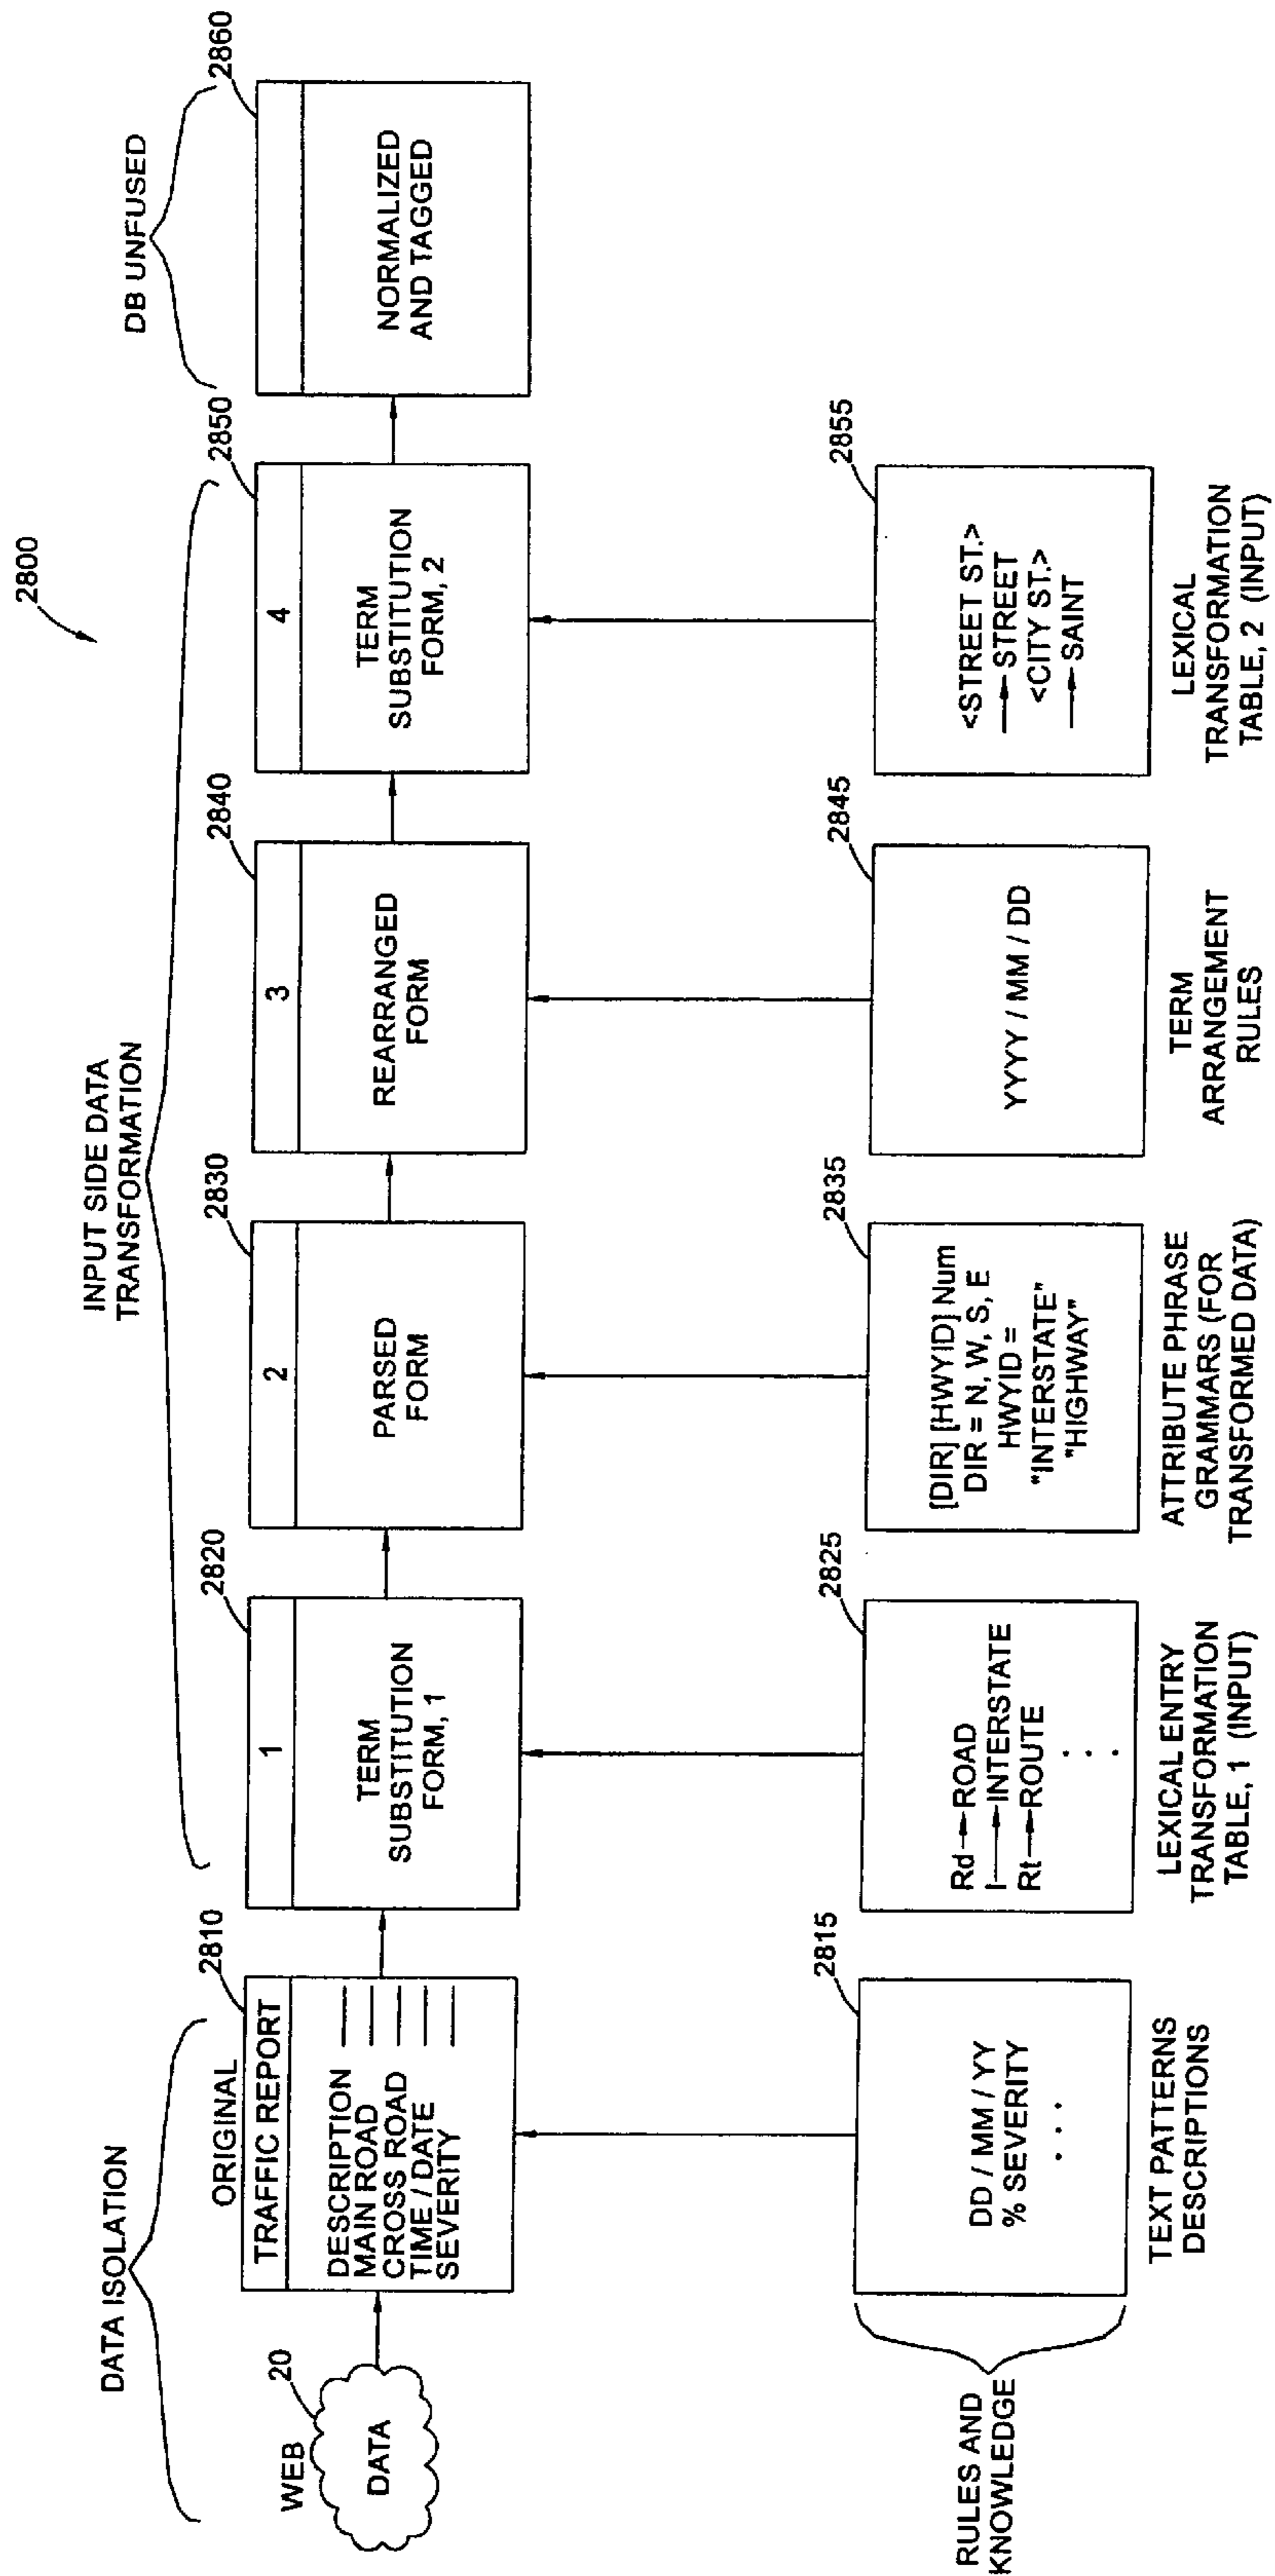 2800
DATA ISOLATION
INPUT SIDE DATA
TRANSFORMATION
DB UNFUSED
WEB
20
DATA
ORIGINAL
2810
TRAFFIC REPORT
DESCRIPTION
MAIN ROAD
CROSS ROAD
TIME / DATE
SEVERITY
2820
1
TERM
SUBSTITUTION
FORM, 1
2830
2
PARSED
FORM
2840
3
REARRANGED
FORM
2850
4
TERM
SUBSTITUTION
FORM, 2
2860
NORMALIZED
AND TAGGED
RULES AND
KNOWLEDGE
2815
DD / MM / YY
% SEVERITY
. . .
TEXT PATTERNS
DESCRIPTIONS
2825
Rd→ROAD
I→INTERSTATE
Rt→ROUTE
. . .
LEXICAL ENTRY
TRANSFORMATION
TABLE, 1 (INPUT)
2835
[DIR] [HWYID] Num
DIR = N, W, S, E
HWYID =
"INTERSTATE"
"HIGHWAY"
ATTRIBUTE PHRASE
GRAMMARS (FOR
TRANSFORMED DATA)
2845
YYYY / MM / DD
TERM
ARRANGEMENT
RULES
2855
<STREET ST.>
→STREET
<CITY ST.>
→SAINT
LEXICAL
TRANSFORMATION
TABLE, 2 (INPUT)